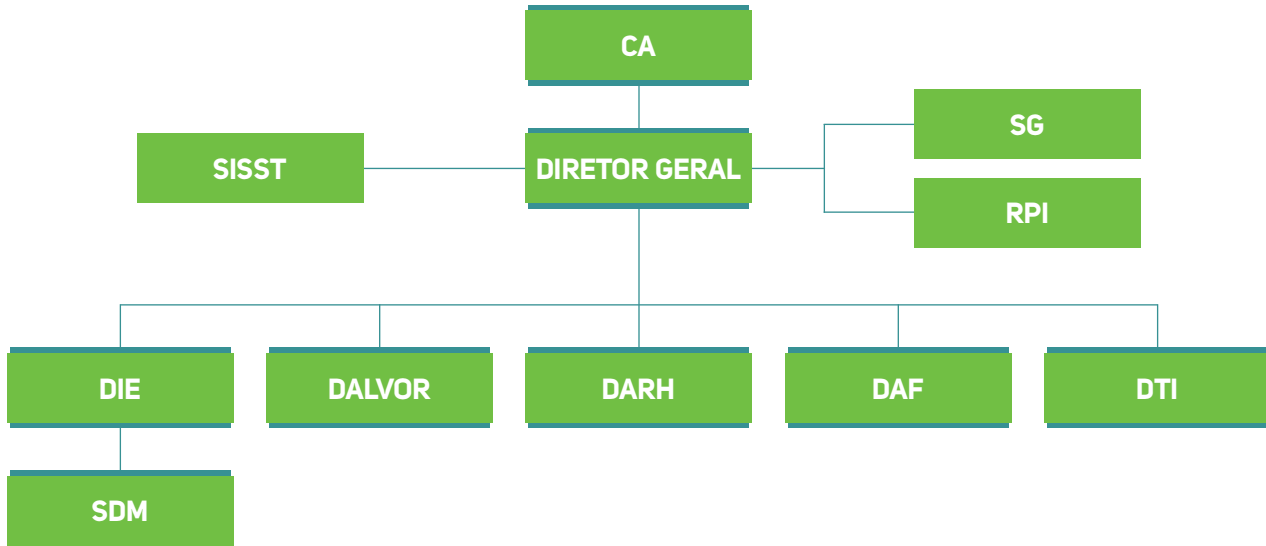 CA
SG
SISST
DIRETOR GERAL
RPI
DIE
DALVOR
DARH
DAF
DTI
SDM